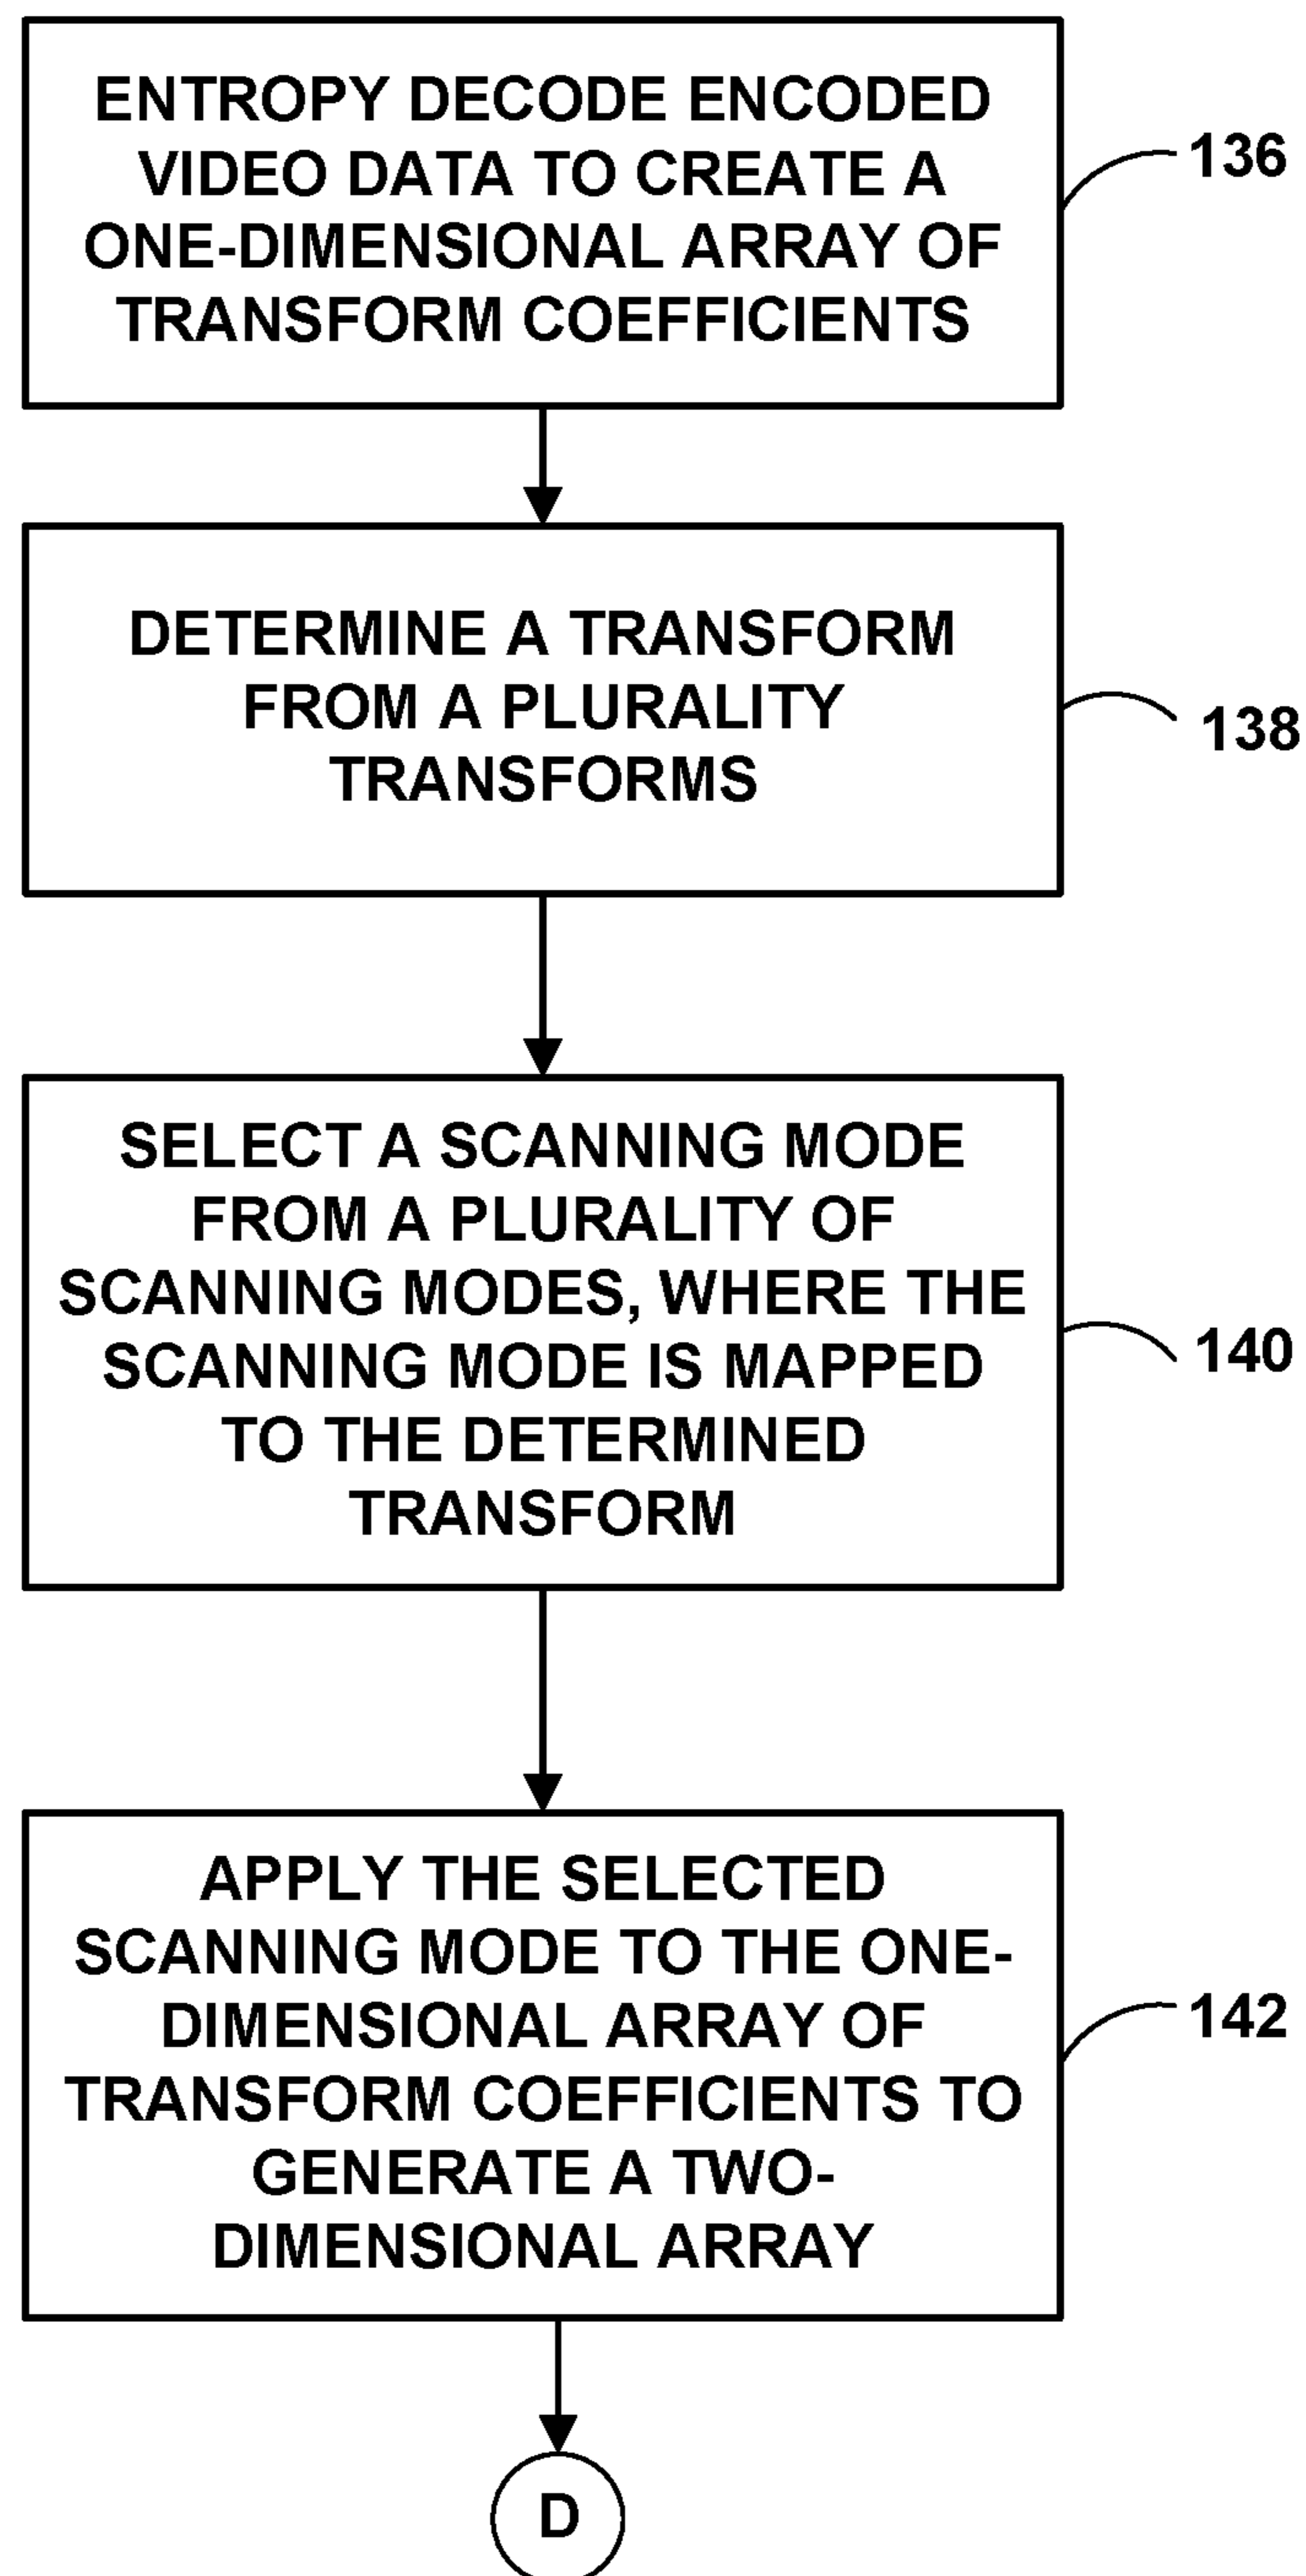 ENTROPY DECODE ENCODED
VIDEO DATA TO CREATE A
ONE-DIMENSIONAL ARRAY OF
TRANSFORM COEFFICIENTS
136
DETERMINE A TRANSFORM
FROM A PLURALITY
TRANSFORMS
138
SELECT A SCANNING MODE
FROM A PLURALITY OF
SCANNING MODES, WHERE THE
SCANNING MODE IS MAPPED
TO THE DETERMINED
TRANSFORM
140
APPLY THE SELECTED
SCANNING MODE TO THE ONE-
DIMENSIONAL ARRAY OF
TRANSFORM COEFFICIENTS TO
GENERATE A TWO-
DIMENSIONAL ARRAY
142
D